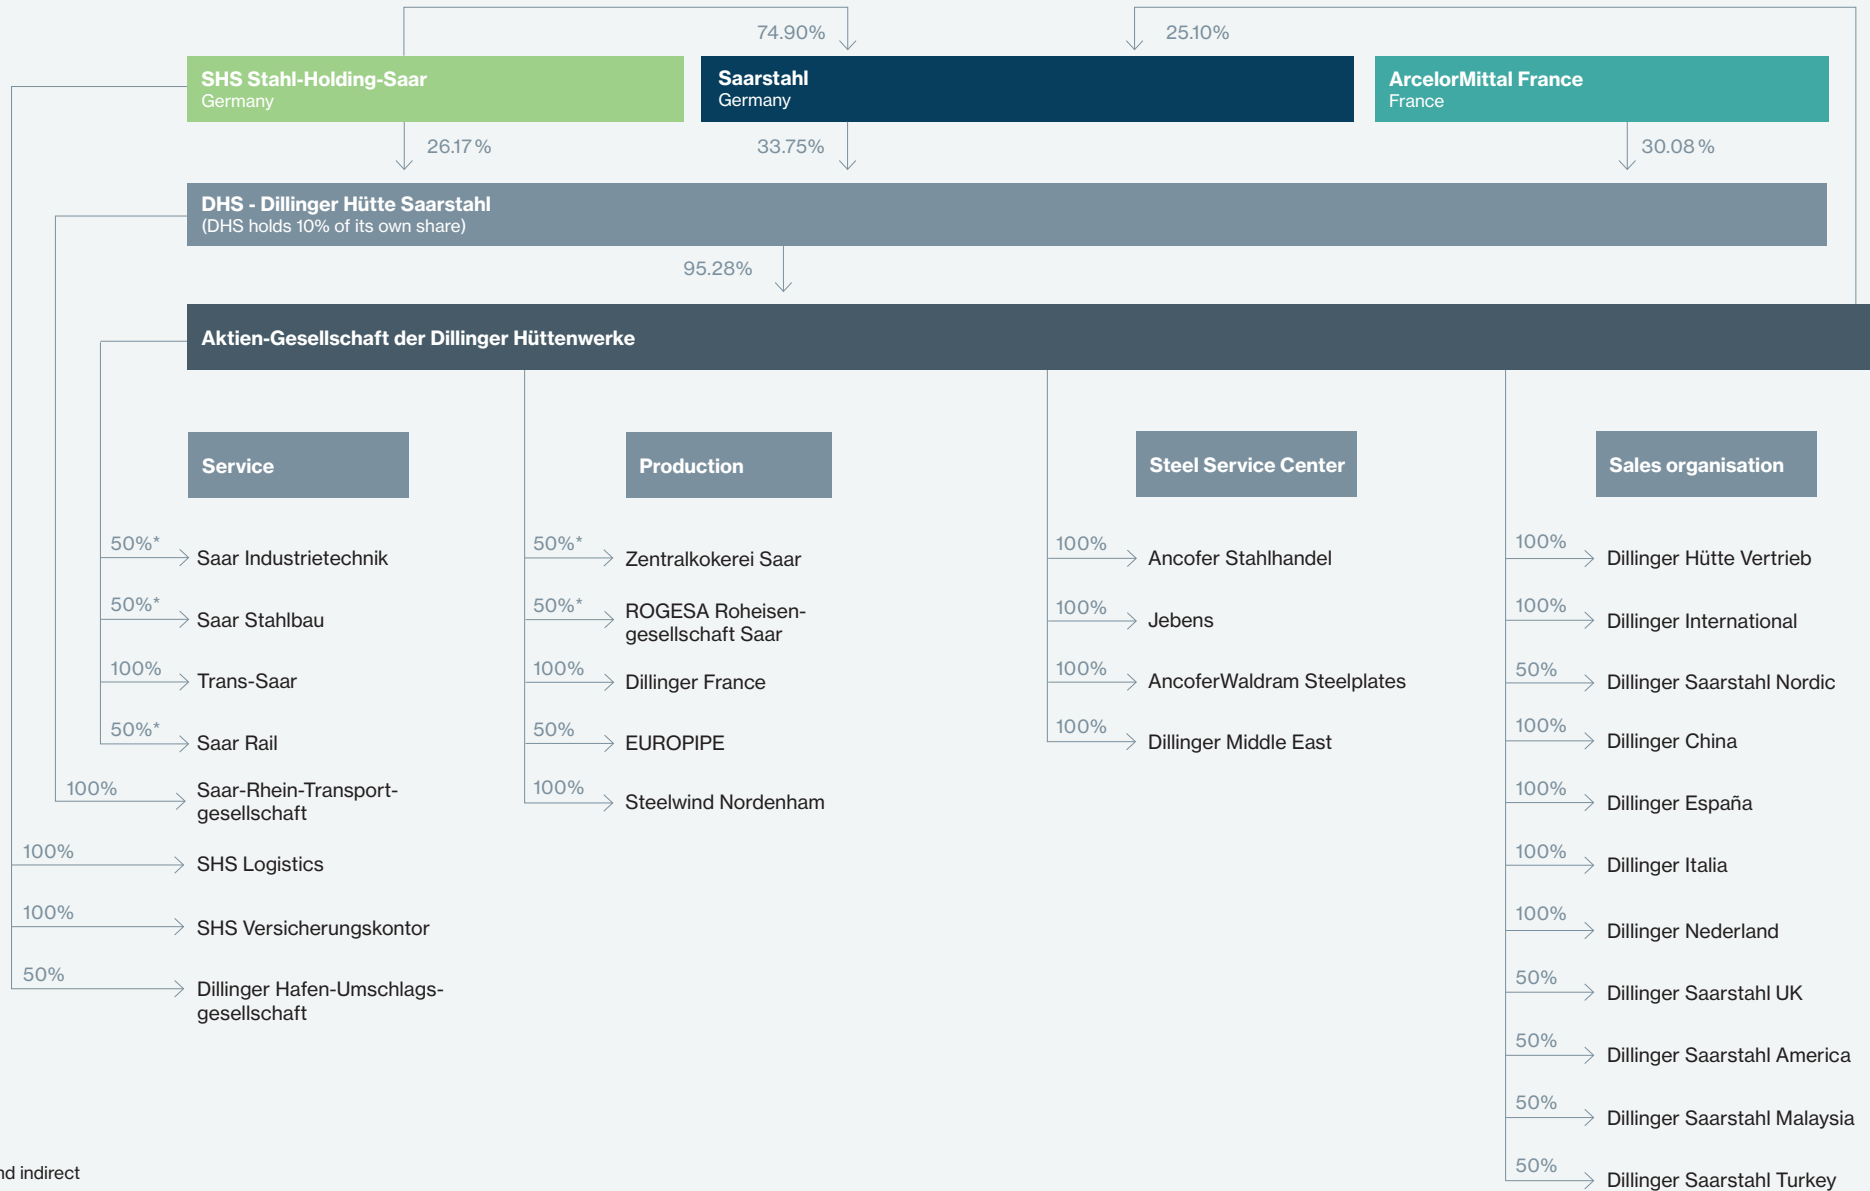 74.90%
25.10%
SHS Stahl-Holding-Saar
Germany
Saarstahl
Germany
ArcelorMittal France
France
26.17 %
33.75%
30.08 %
DHS - Dillinger Hütte Saarstahl
(DHS holds 10% of its own share)
95.28%
Aktien-Gesellschaft der Dillinger Hüttenwerke
Service
50%*
Saar Industrietechnik
50%*
Saar Stahlbau
100%
Trans-Saar
50%*
Saar Rail
100%
Saar-Rhein-Transport-
gesellschaft
100%
SHS Logistics
100%
SHS Versicherungskontor
50%
Dillinger Hafen-Umschlags-
gesellschaft
Production
50%*
Zentralkokerei Saar
50%*
ROGESA Roheisen-
gesellschaft Saar
100%
Dillinger France
50%
EUROPIPE
100%
Steelwind Nordenham
Steel Service Center
100%
Ancofer Stahlhandel
100%
Jebens
100%
AncoferWaldram Steelplates
100%
Dillinger Middle East
Sales organisation
100%
Dillinger Hütte Vertrieb
100%
Dillinger International
50%
Dillinger Saarstahl Nordic
100%
Dillinger China
100%
Dillinger España
100%
Dillinger Italia
100%
Dillinger Nederland
50%
Dillinger Saarstahl UK
50%
Dillinger Saarstahl America
50%
Dillinger Saarstahl Malaysia
50%
Dillinger Saarstahl Turkey
indirect